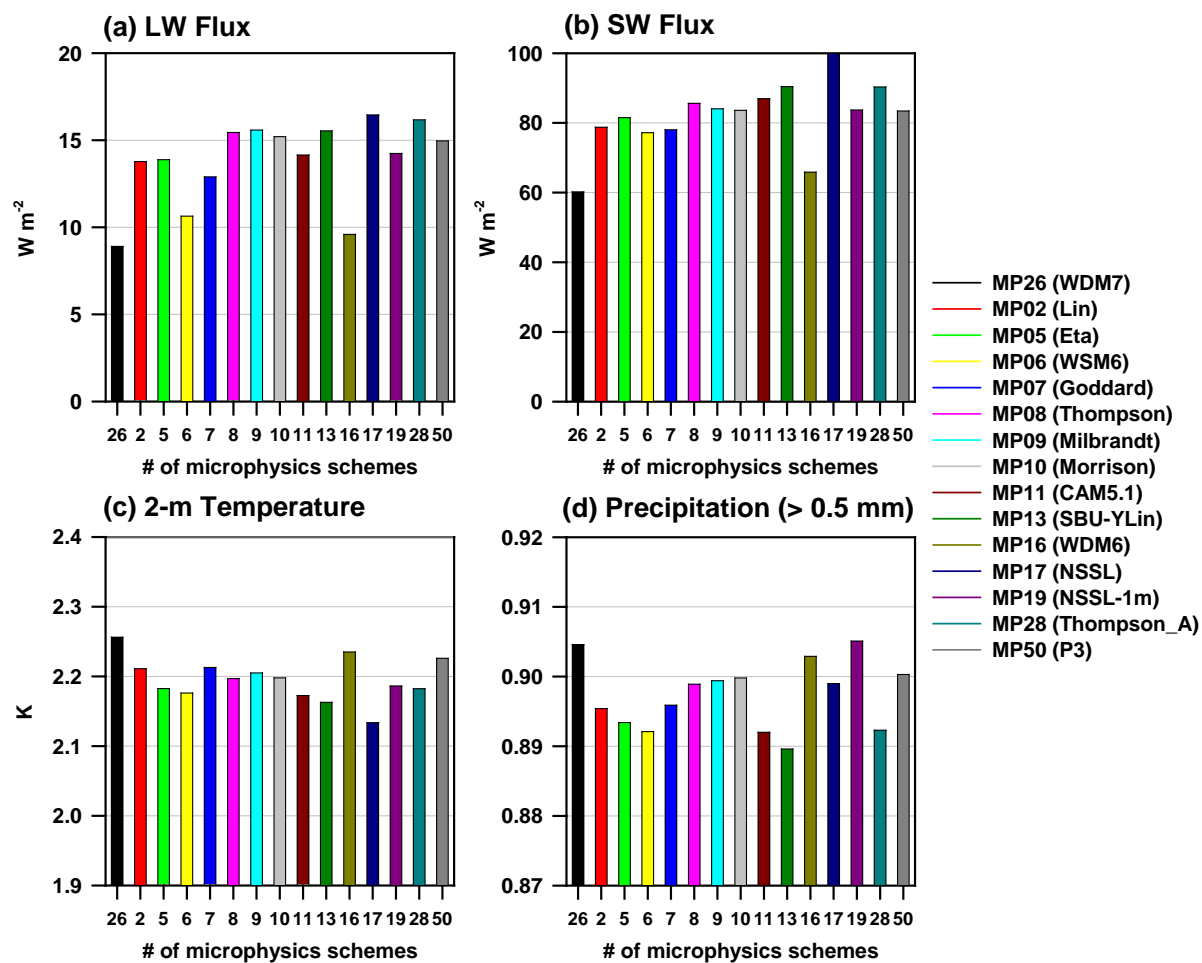 (a) LW Flux
20
15
10
5
0
W m-2
26 2 5 6 7 8 9 10 11 13 16 17 19 28 50
# of microphysics schemes
(b) SW Flux
100
80
60
40
20
0
W m-2
26 2 5 6 7 8 9 10 11 13 16 17 19 28 50
# of microphysics schemes
(c) 2-m Temperature
2.4
2.3
2.2
2.1
2.0
1.9
K
26 2 5 6 7 8 9 10 11 13 16 17 19 28 50
# of microphysics schemes
(d) Precipitation (> 0.5 mm)
0.92
0.91
0.90
0.89
0.88
0.87
26 2 5 6 7 8 9 10 11 13 16 17 19 28 50
# of microphysics schemes
MP26 (WDM7)
MP02 (Lin)
MP05 (Eta)
MP06 (WSM6)
MP07 (Goddard)
MP08 (Thompson)
MP09 (Milbrandt)
MP10 (Morrison)
MP11 (CAM5.1)
MP13 (SBU-YLin)
MP16 (WDM6)
MP17 (NSSL)
MP19 (NSSL-1m)
MP28 (Thompson_A)
MP50 (P3)